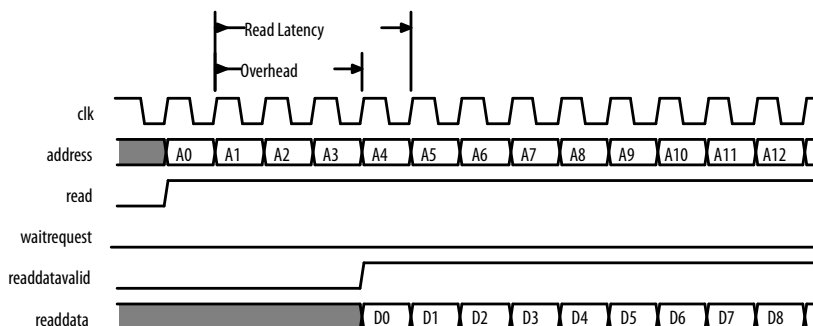 Read Latency
Overhead
clk
address A0 A1 A2 A3 A4 A5 A6 A7 A8 A9 A10 A11 A12
read
waitrequest
readdatavalid
readdata D0 D1 D2 D3 D4 D5 D6 D7 D8